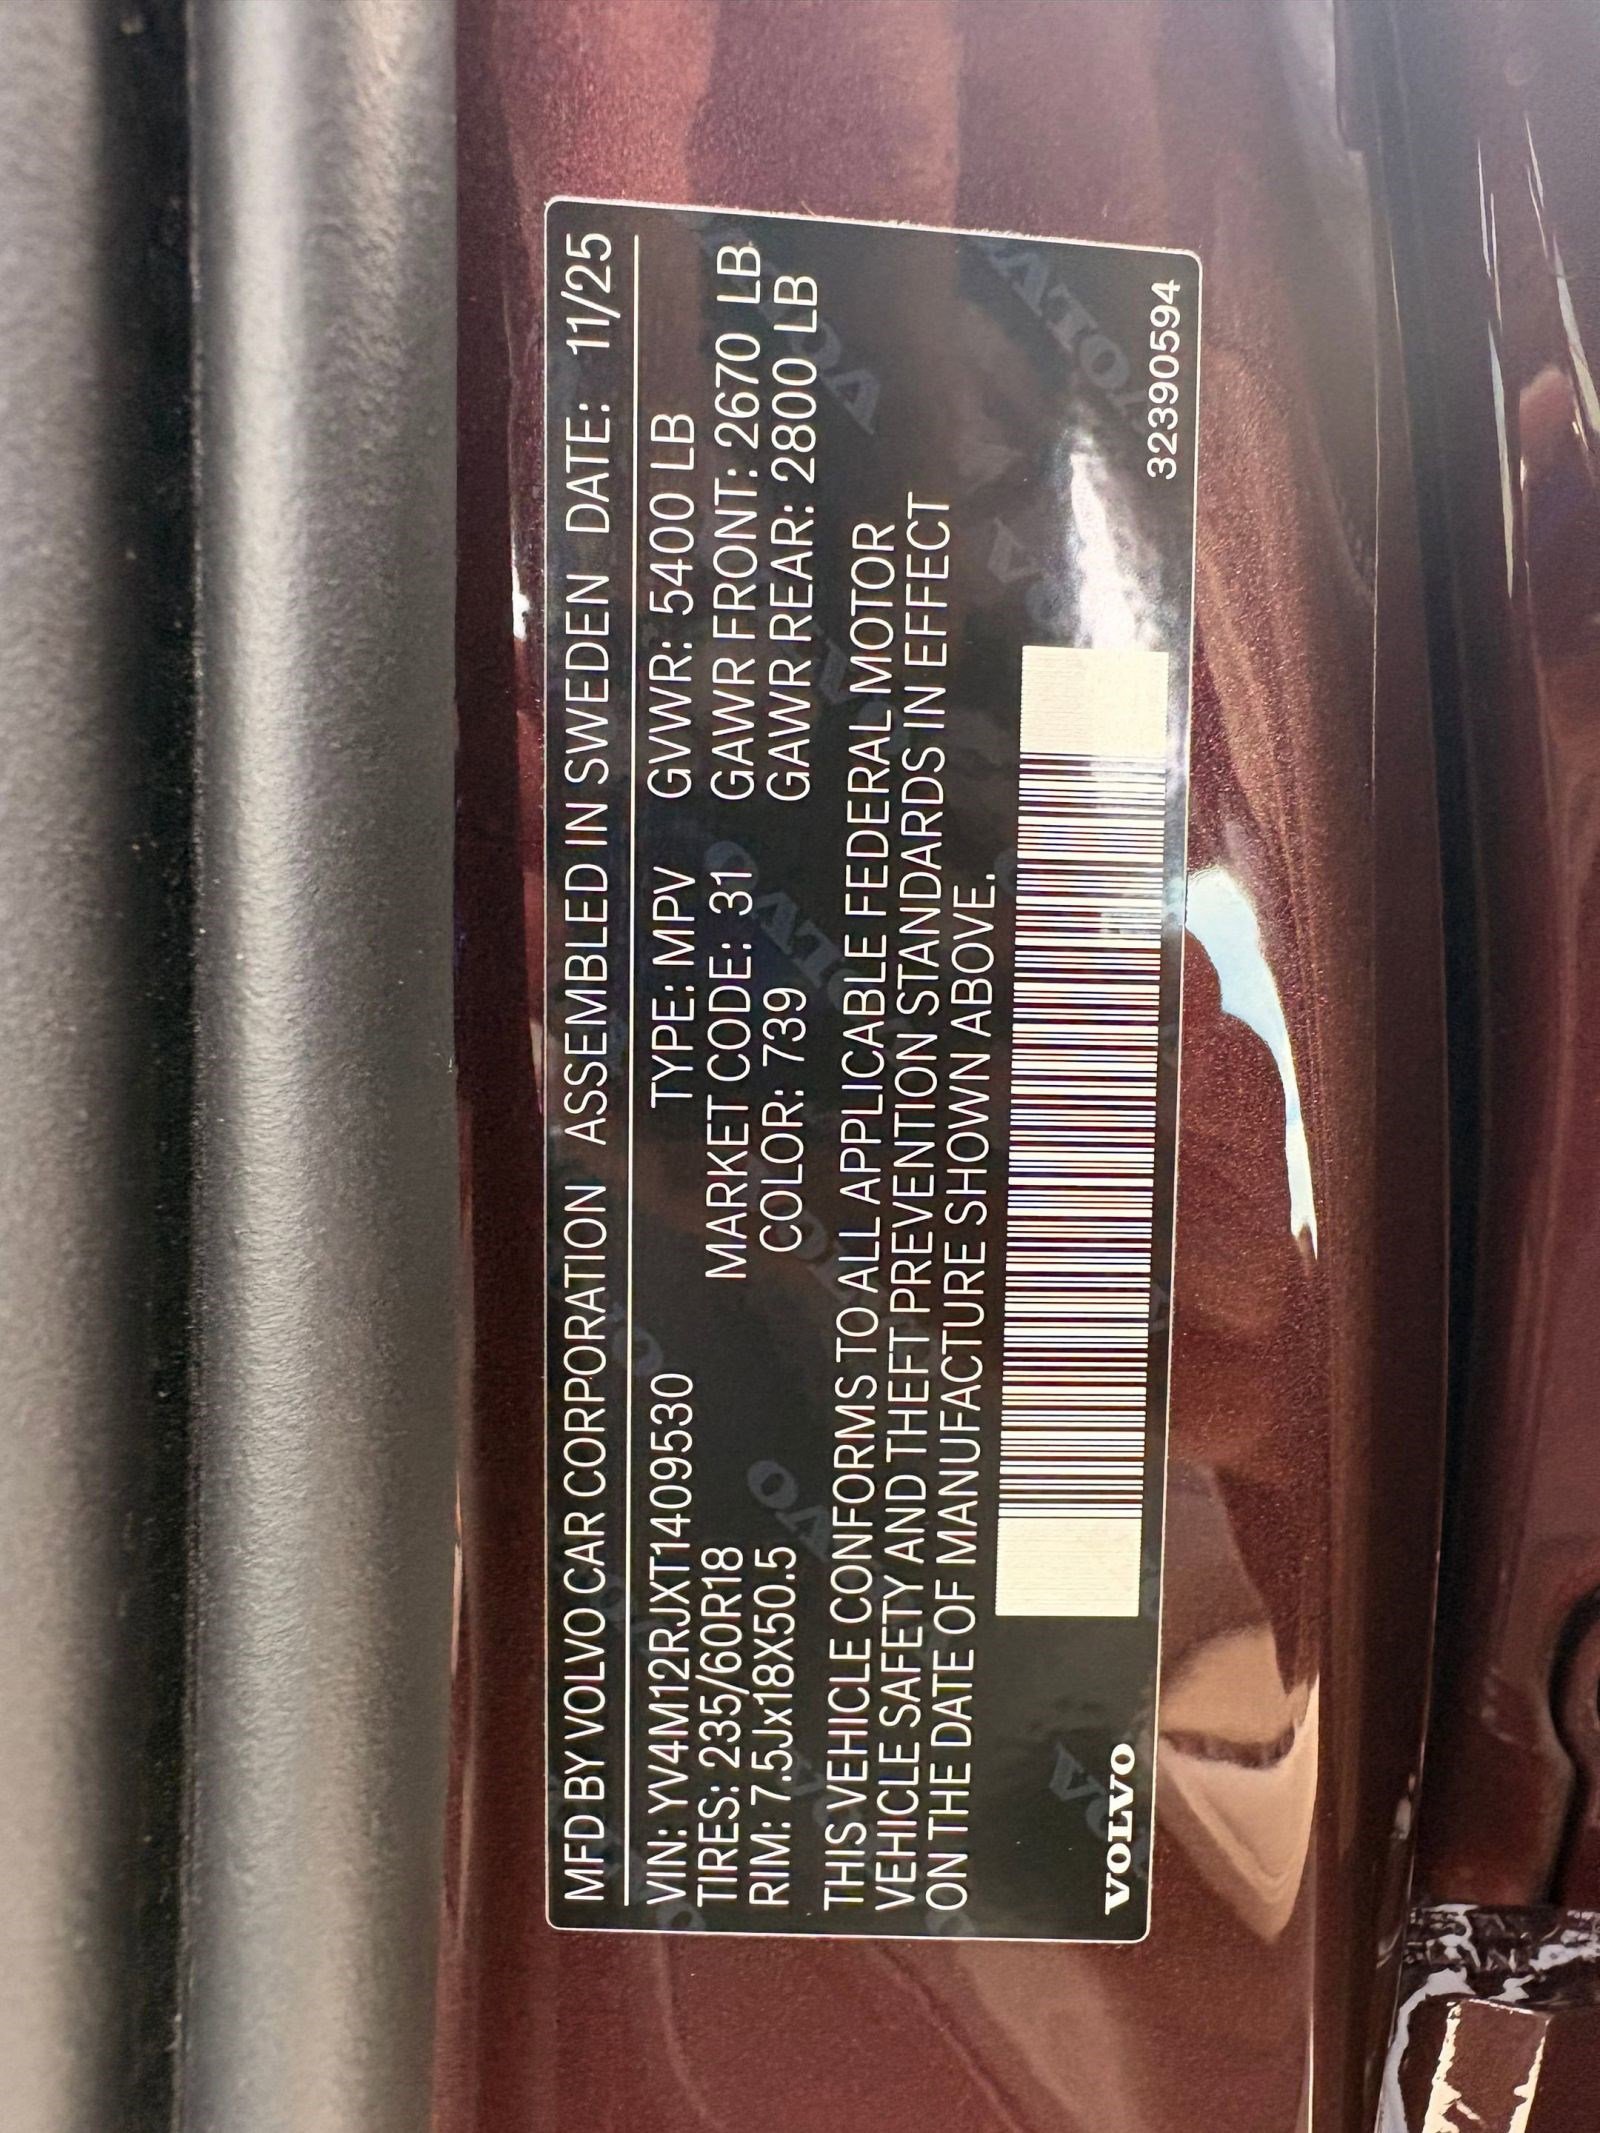 MFD BY VOLVO CAR CORPORATION ASSEMBLED IN SWEDEN DATE: 11/25
VIN: YV4M12RJXT1409530 TYPE: MPV GVWR: 5400 LB
TIRES: 235/60R18 MARKET CODE: 31 GAWR FRONT: 2670 LB
RIM: 7.5Jx18X50.5 COLOR: 739 GAWR REAR: 2800 LB
THIS VEHICLE CONFORMS TO ALL APPLICABLE FEDERAL MOTOR
VEHICLE SAFETY AND THEFT PREVENTION STANDARDS IN EFFECT
ON THE DATE OF MANUFACTURE SHOWN ABOVE.
VOLVO 32390594